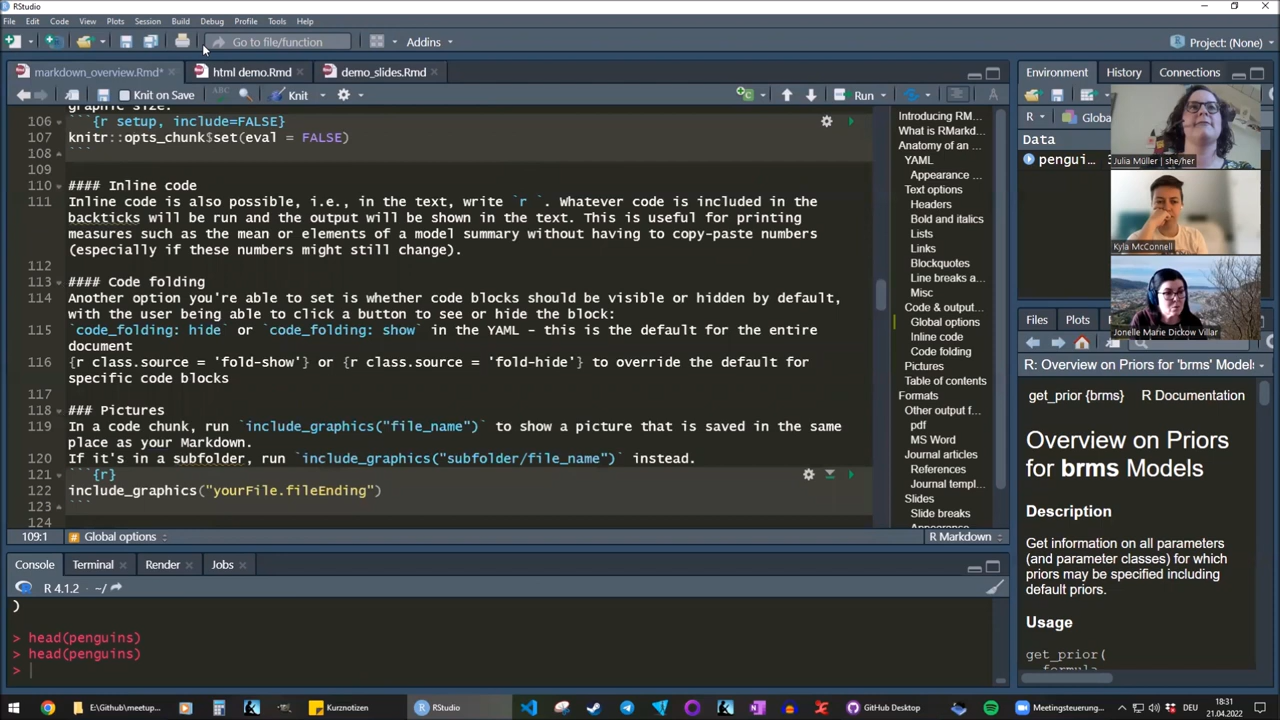 RStudio
File Edit Code View Plots Session Build Debug Profile Tools Help
Go to file/function Addins Project: (None)
markdown_overview.Rmd* html demo.Rmd demo_slides.Rmd
Knit on Save ABC Knit Run
graphic size.
106 ```{r setup, include=FALSE}
107 knitr::opts_chunk$set(eval = FALSE)
108 ```
109
110 #### Inline code
111 Inline code is also possible, i.e., in the text, write `r `. Whatever code is included in the
backticks will be run and the output will be shown in the text. This is useful for printing
measures such as the mean or elements of a model summary without having to copy-paste numbers
(especially if these numbers might still change).
112
113 #### Code folding
114 Another option you're able to set is whether code blocks should be visible or hidden by default,
with the user being able to click a button to see or hide the block:
115 `code_folding: hide` or `code_folding: show` in the YAML - this is the default for the entire
document
116 {r class.source = 'fold-show'} or {r class.source = 'fold-hide'} to override the default for
specific code blocks
117
118 ### Pictures
119 In a code chunk, run `include_graphics("file_name")` to show a picture that is saved in the same
place as your Markdown.
120 If it's in a subfolder, run `include_graphics("subfolder/file_name")` instead.
121 ```{r}
122 include_graphics("yourFile.fileEnding")
123 ```
124
109:1 # Global options R Markdown
Introducing RM...
What is RMarkd...
Anatomy of an ...
YAML
Appearance ...
Text options
Headers
Bold and italics
Lists
Links
Blockquotes
Line breaks a...
Misc
Code & output...
Global options
Inline code
Code folding
Pictures
Table of contents
Formats
Other output f...
pdf
MS Word
Journal articles
References
Journal templ...
Slides
Slide breaks
Appearance
Console Terminal Render Jobs
R 4.1.2 · ~/
)
> head(penguins)
> head(penguins)
>
Environment History Connections
R Global
Data
pengui...
Julia Müller | she/her
Kyla McConnell
Jonelle Marie Dickow Villar
Files Plots
R: Overview on Priors for 'brms' Models
get_prior {brms} R Documentation
Overview on Priors
for brms Models
Description
Get information on all parameters
(and parameter classes) for which
priors may be specified including
default priors.
Usage
get_prior(
formula,
E:\Github\meetup... Kurznotizen RStudio GitHub Desktop Meetingsteuerung... DEU 18:31
21.04.2022